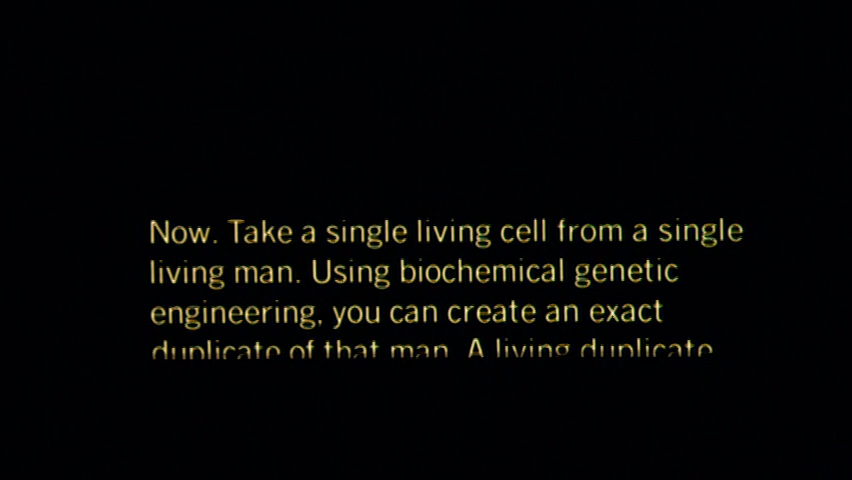 Now. Take a single living cell from a single
living man. Using biochemical genetic
engineering, you can create an exact
duplicate of that man. A living duplicate